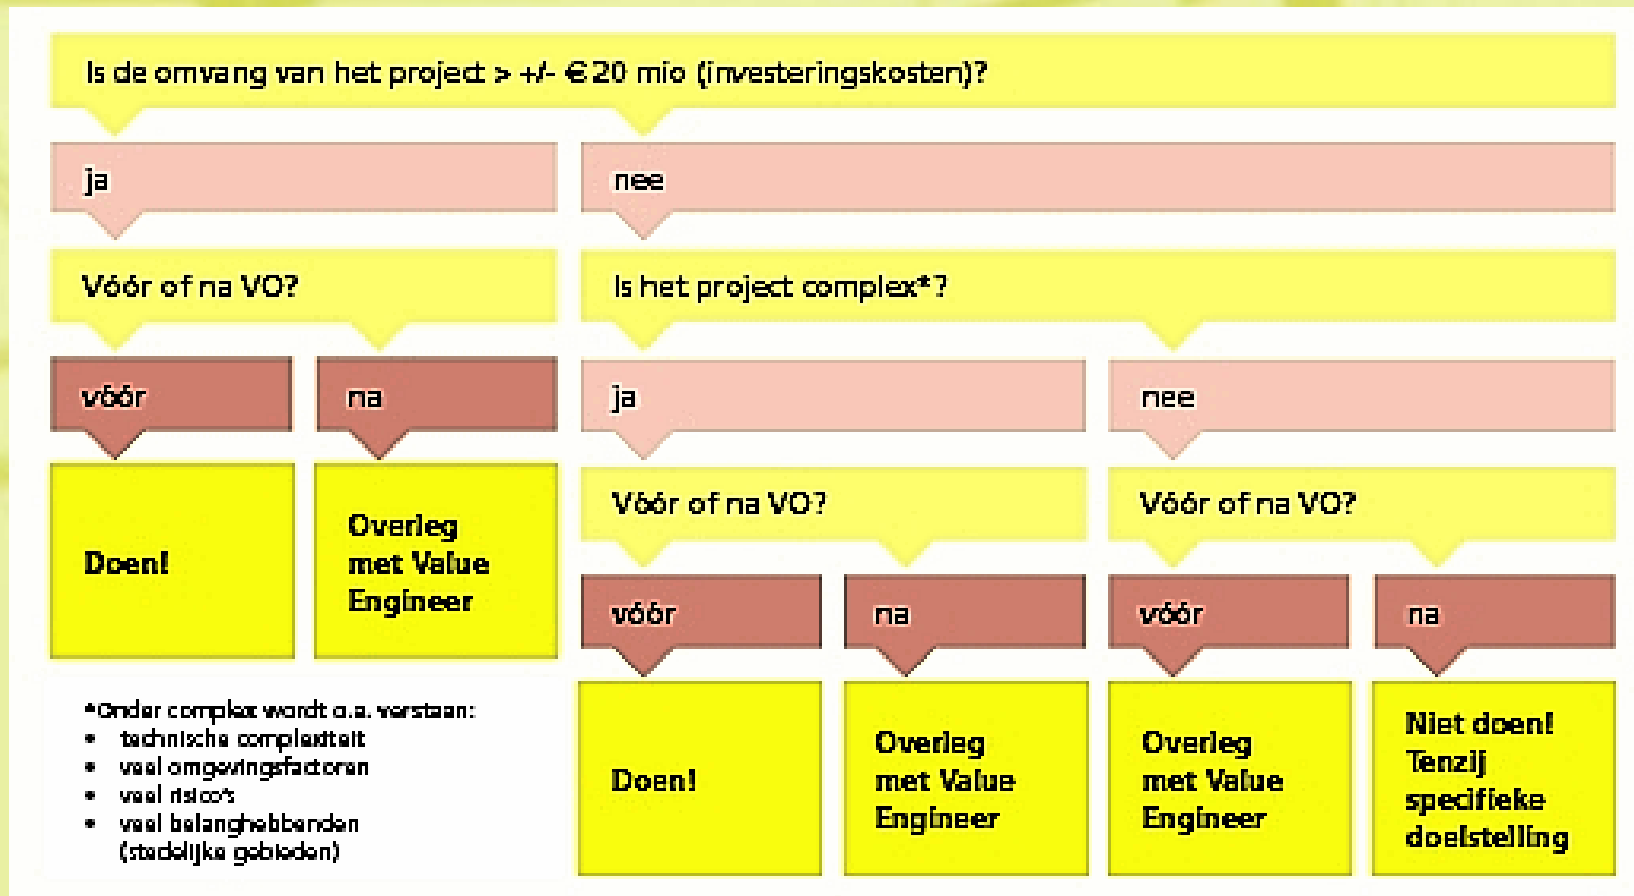 Is de omvang van het project > +/- € 20 mio (investeringskosten)?
ja
nee
Vóór of na VO?
Is het project complex*?
vóór
na
ja
nee
Doen!
Overleg
met Value
Engineer
Vóór of na VO?
Vóór of na VO?
vóór
na
vóór
na
Doen!
Overleg
met Value
Engineer
Overleg
met Value
Engineer
Niet doen!
Tenzij
specifieke
doelstelling
*Onder complex wordt o.a. verstaan:
• technische complexiteit
• veel omgevingsfactoren
• veel risico's
• veel belanghebbenden
(stedelijke gebieden)